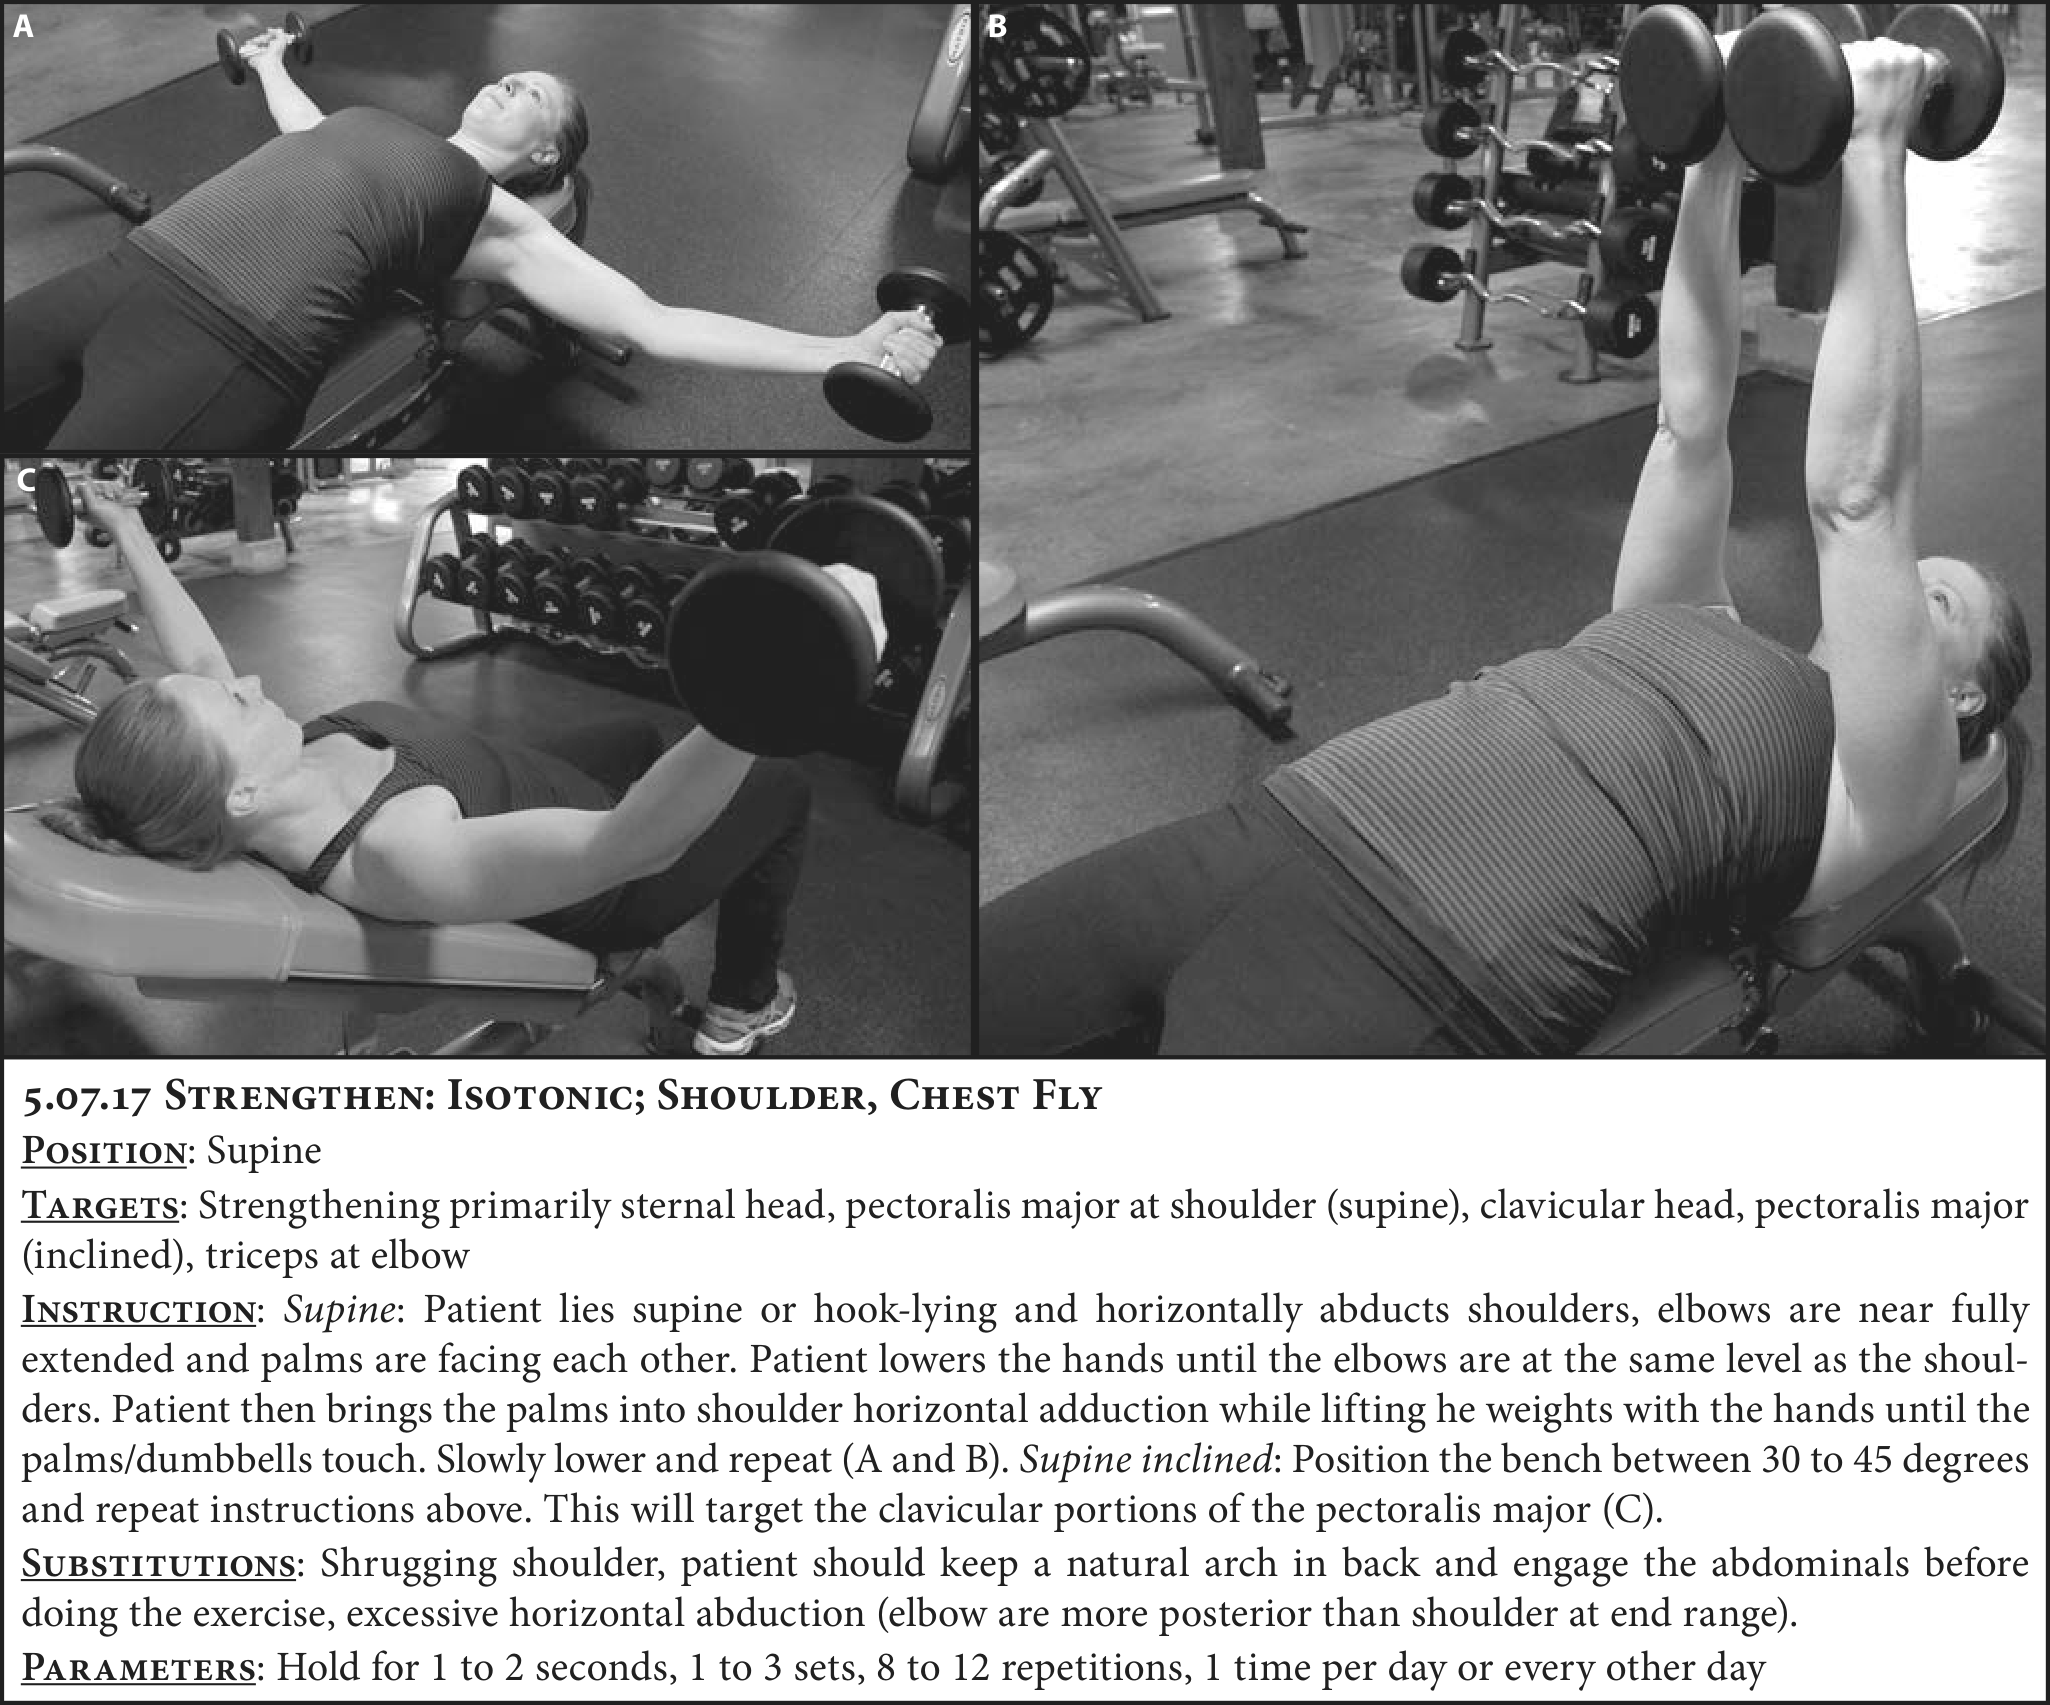 A
B
C
5.07.17 Strengthen: Isotonic; Shoulder, Chest Fly
Position: Supine
Targets: Strengthening primarily sternal head, pectoralis major at shoulder (supine), clavicular head, pectoralis major
(inclined), triceps at elbow
Instruction: Supine: Patient lies supine or hook-lying and horizontally abducts shoulders, elbows are near fully
extended and palms are facing each other. Patient lowers the hands until the elbows are at the same level as the shoul-
ders. Patient then brings the palms into shoulder horizontal adduction while lifting he weights with the hands until the
palms/dumbbells touch. Slowly lower and repeat (A and B). Supine inclined: Position the bench between 30 to 45 degrees
and repeat instructions above. This will target the clavicular portions of the pectoralis major (C).
Substitutions: Shrugging shoulder, patient should keep a natural arch in back and engage the abdominals before
doing the exercise, excessive horizontal abduction (elbow are more posterior than shoulder at end range).
Parameters: Hold for 1 to 2 seconds, 1 to 3 sets, 8 to 12 repetitions, 1 time per day or every other day